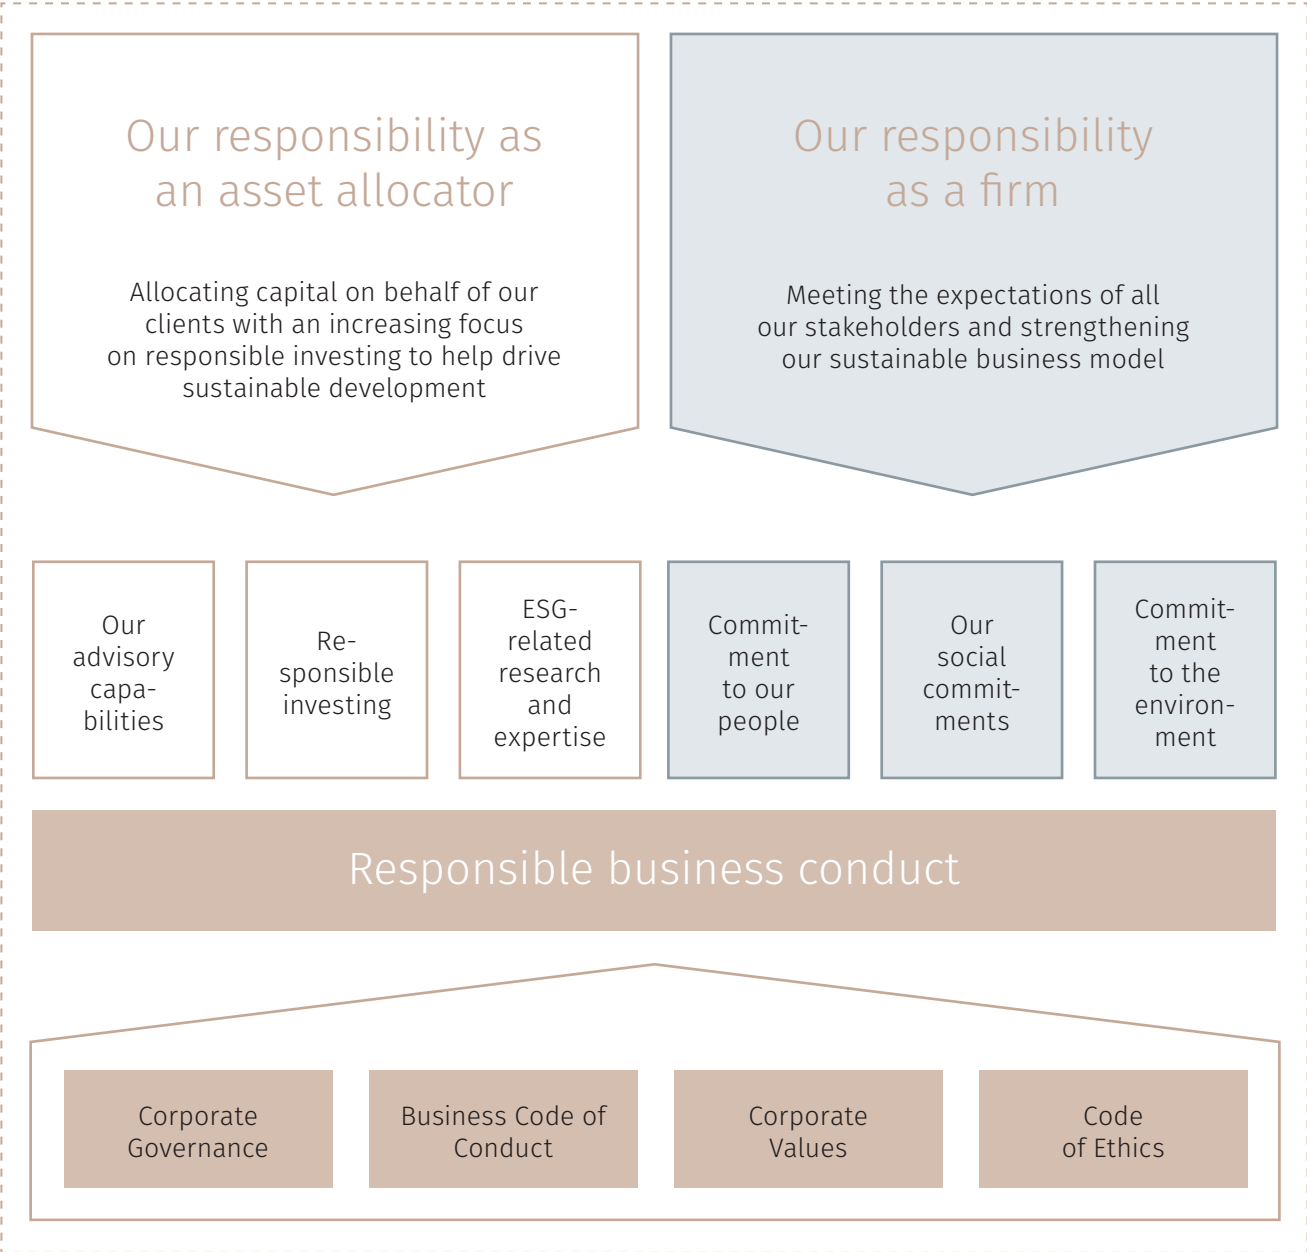 Our responsibility as
an asset allocator
Allocating capital on behalf of our
clients with an increasing focus
on responsible investing to help drive
sustainable development
Our responsibility
as a firm
Meeting the expectations of all
our stakeholders and strengthening
our sustainable business model
Our
advisory
capa-
bilities
Re-
sponsible
investing
ESG-
related
research
and
expertise
Commit-
ment
to our
people
Our
social
commit-
ments
Commit-
ment
to the
environ-
ment
Responsible business conduct
Corporate
Governance
Business Code of
Conduct
Corporate
Values
Code
of Ethics